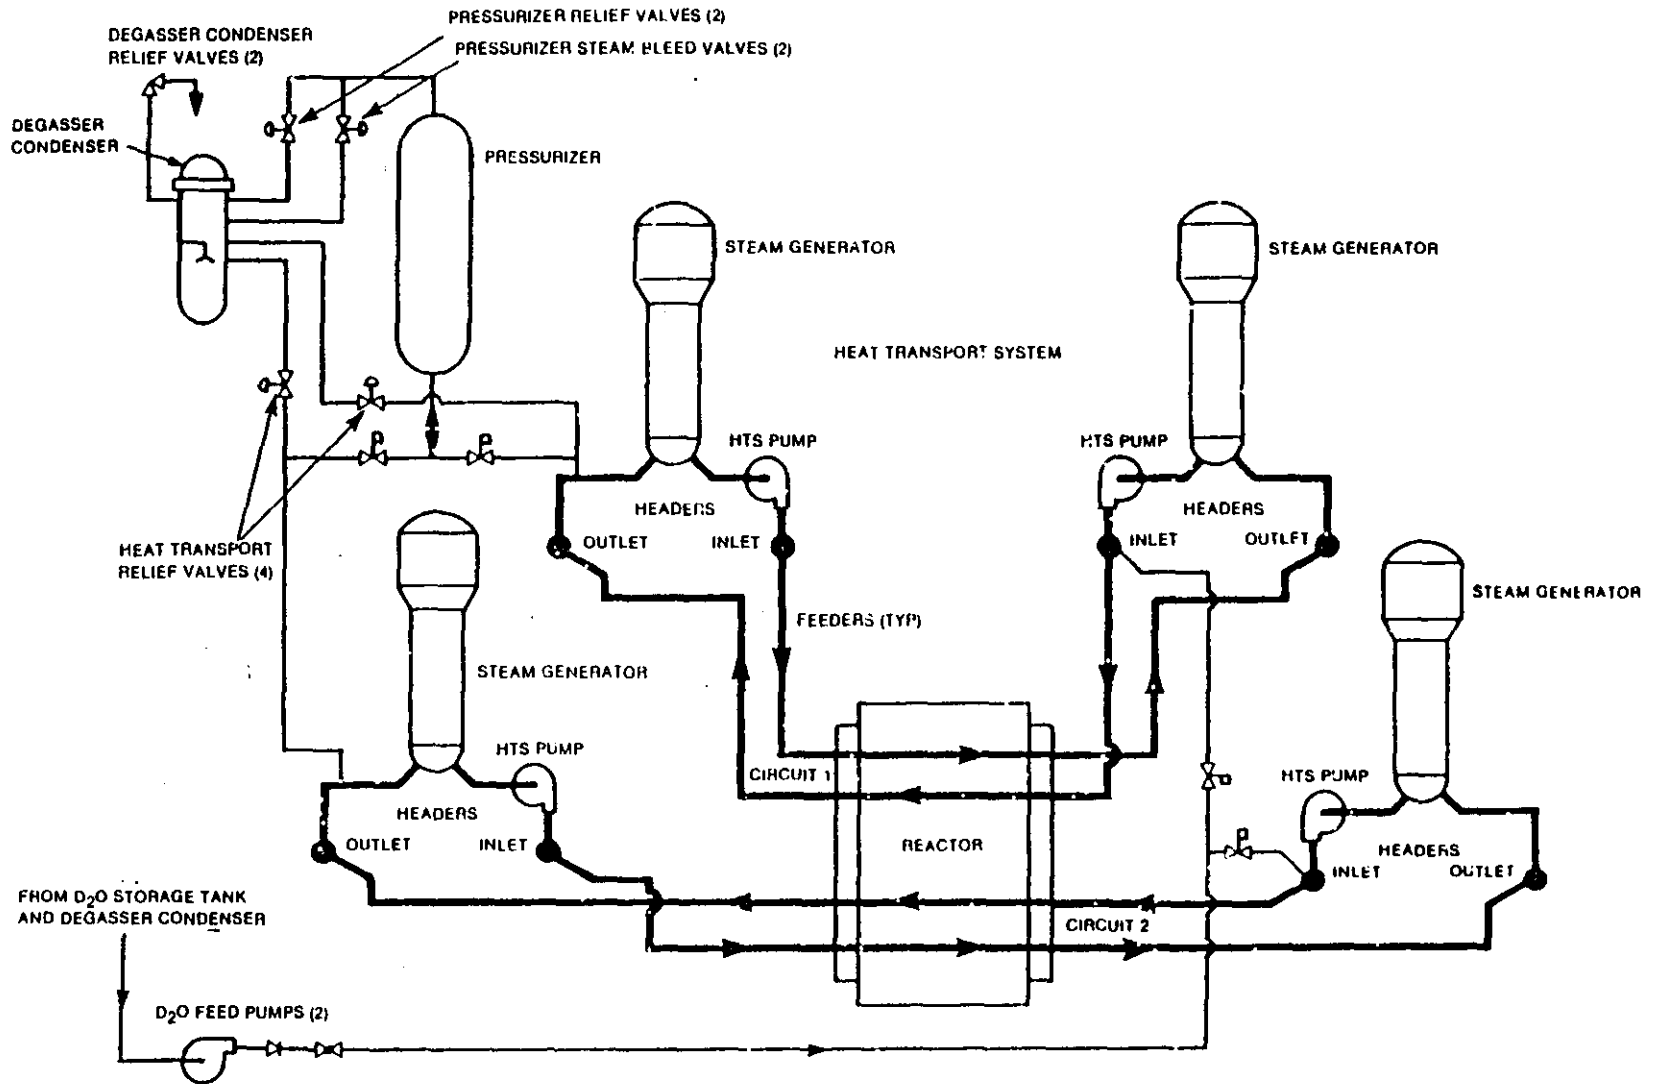 PRESSURIZER RELIEF VALVES (2)
DEGASSER CONDENSER
RELIEF VALVES (2)
PRESSURIZER STEAM BLEED VALVES (2)
DEGASSER
CONDENSER
PRESSURIZER
STEAM GENERATOR
STEAM GENERATOR
HEAT TRANSPORT SYSTEM
HTS PUMP
HTS PUMP
HEADERS
HEADERS
OUTLET
INLET
INLET
OUTLET
HEAT TRANSPORT
RELIEF VALVES (4)
STEAM GENERATOR
FEEDERS (TYP)
STEAM GENERATOR
HTS PUMP
CIRCUIT 1
HTS PUMP
HEADERS
OUTLET
INLET
REACTOR
HEADERS
INLET
OUTLET
FROM D2O STORAGE TANK
AND DEGASSER CONDENSER
CIRCUIT 2
D2O FEED PUMPS (2)